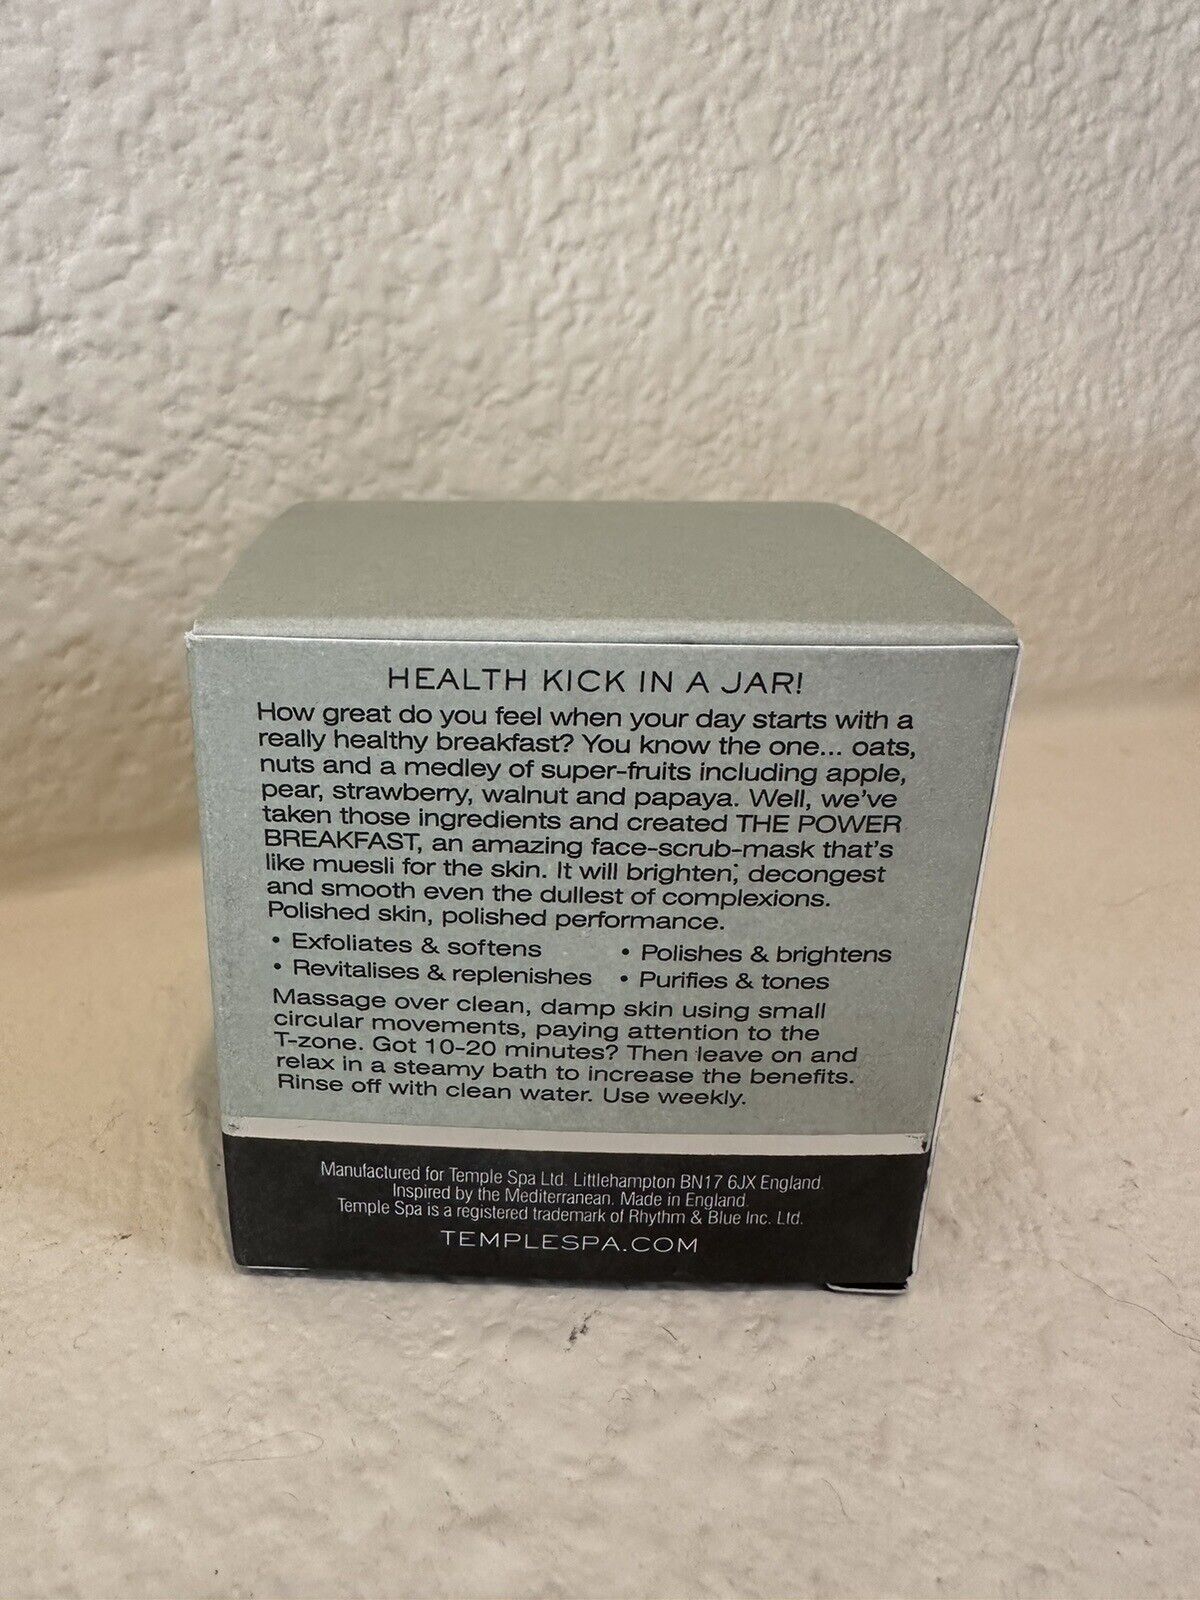 HEALTH KICK IN A JAR!
How great do you feel when your day starts with a
really healthy breakfast? You know the one... oats,
nuts and a medley of super-fruits including apple,
pear, strawberry, walnut and papaya. Well, we've
taken those ingredients and created THE POWER
BREAKFAST, an amazing face-scrub-mask that's
like muesli for the skin. It will brighten, decongest
and smooth even the dullest of complexions.
Polished skin, polished performance.
• Exfoliates & softens • Polishes & brightens
• Revitalises & replenishes • Purifies & tones
Massage over clean, damp skin using small
circular movements, paying attention to the
T-zone. Got 10-20 minutes? Then leave on and
relax in a steamy bath to increase the benefits.
Rinse off with clean water. Use weekly.
Manufactured for Temple Spa Ltd. Littlehampton BN17 6JX England.
Inspired by the Mediterranean. Made in England.
Temple Spa is a registered trademark of Rhythm & Blue Inc. Ltd.
TEMPLESPA.COM